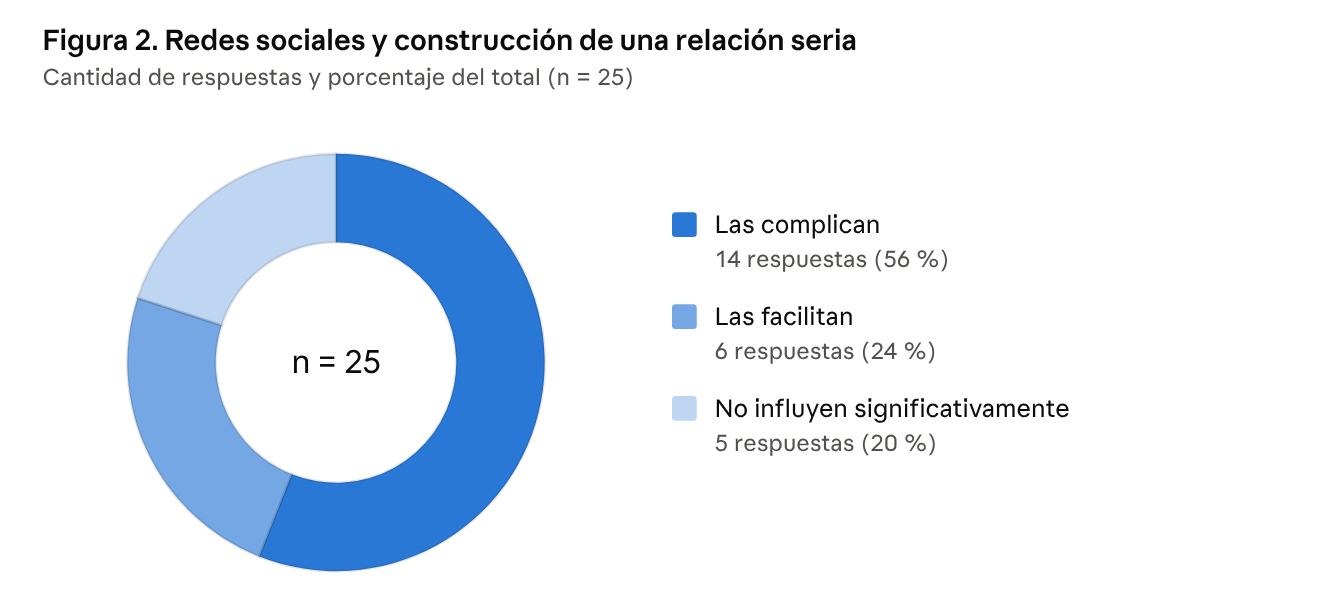 Figura 2. Redes sociales y construcción de una relación seria
Cantidad de respuestas y porcentaje del total (n = 25)
n = 25
Las complican
14 respuestas (56 %)
Las facilitan
6 respuestas (24 %)
No influyen significativamente
5 respuestas (20 %)